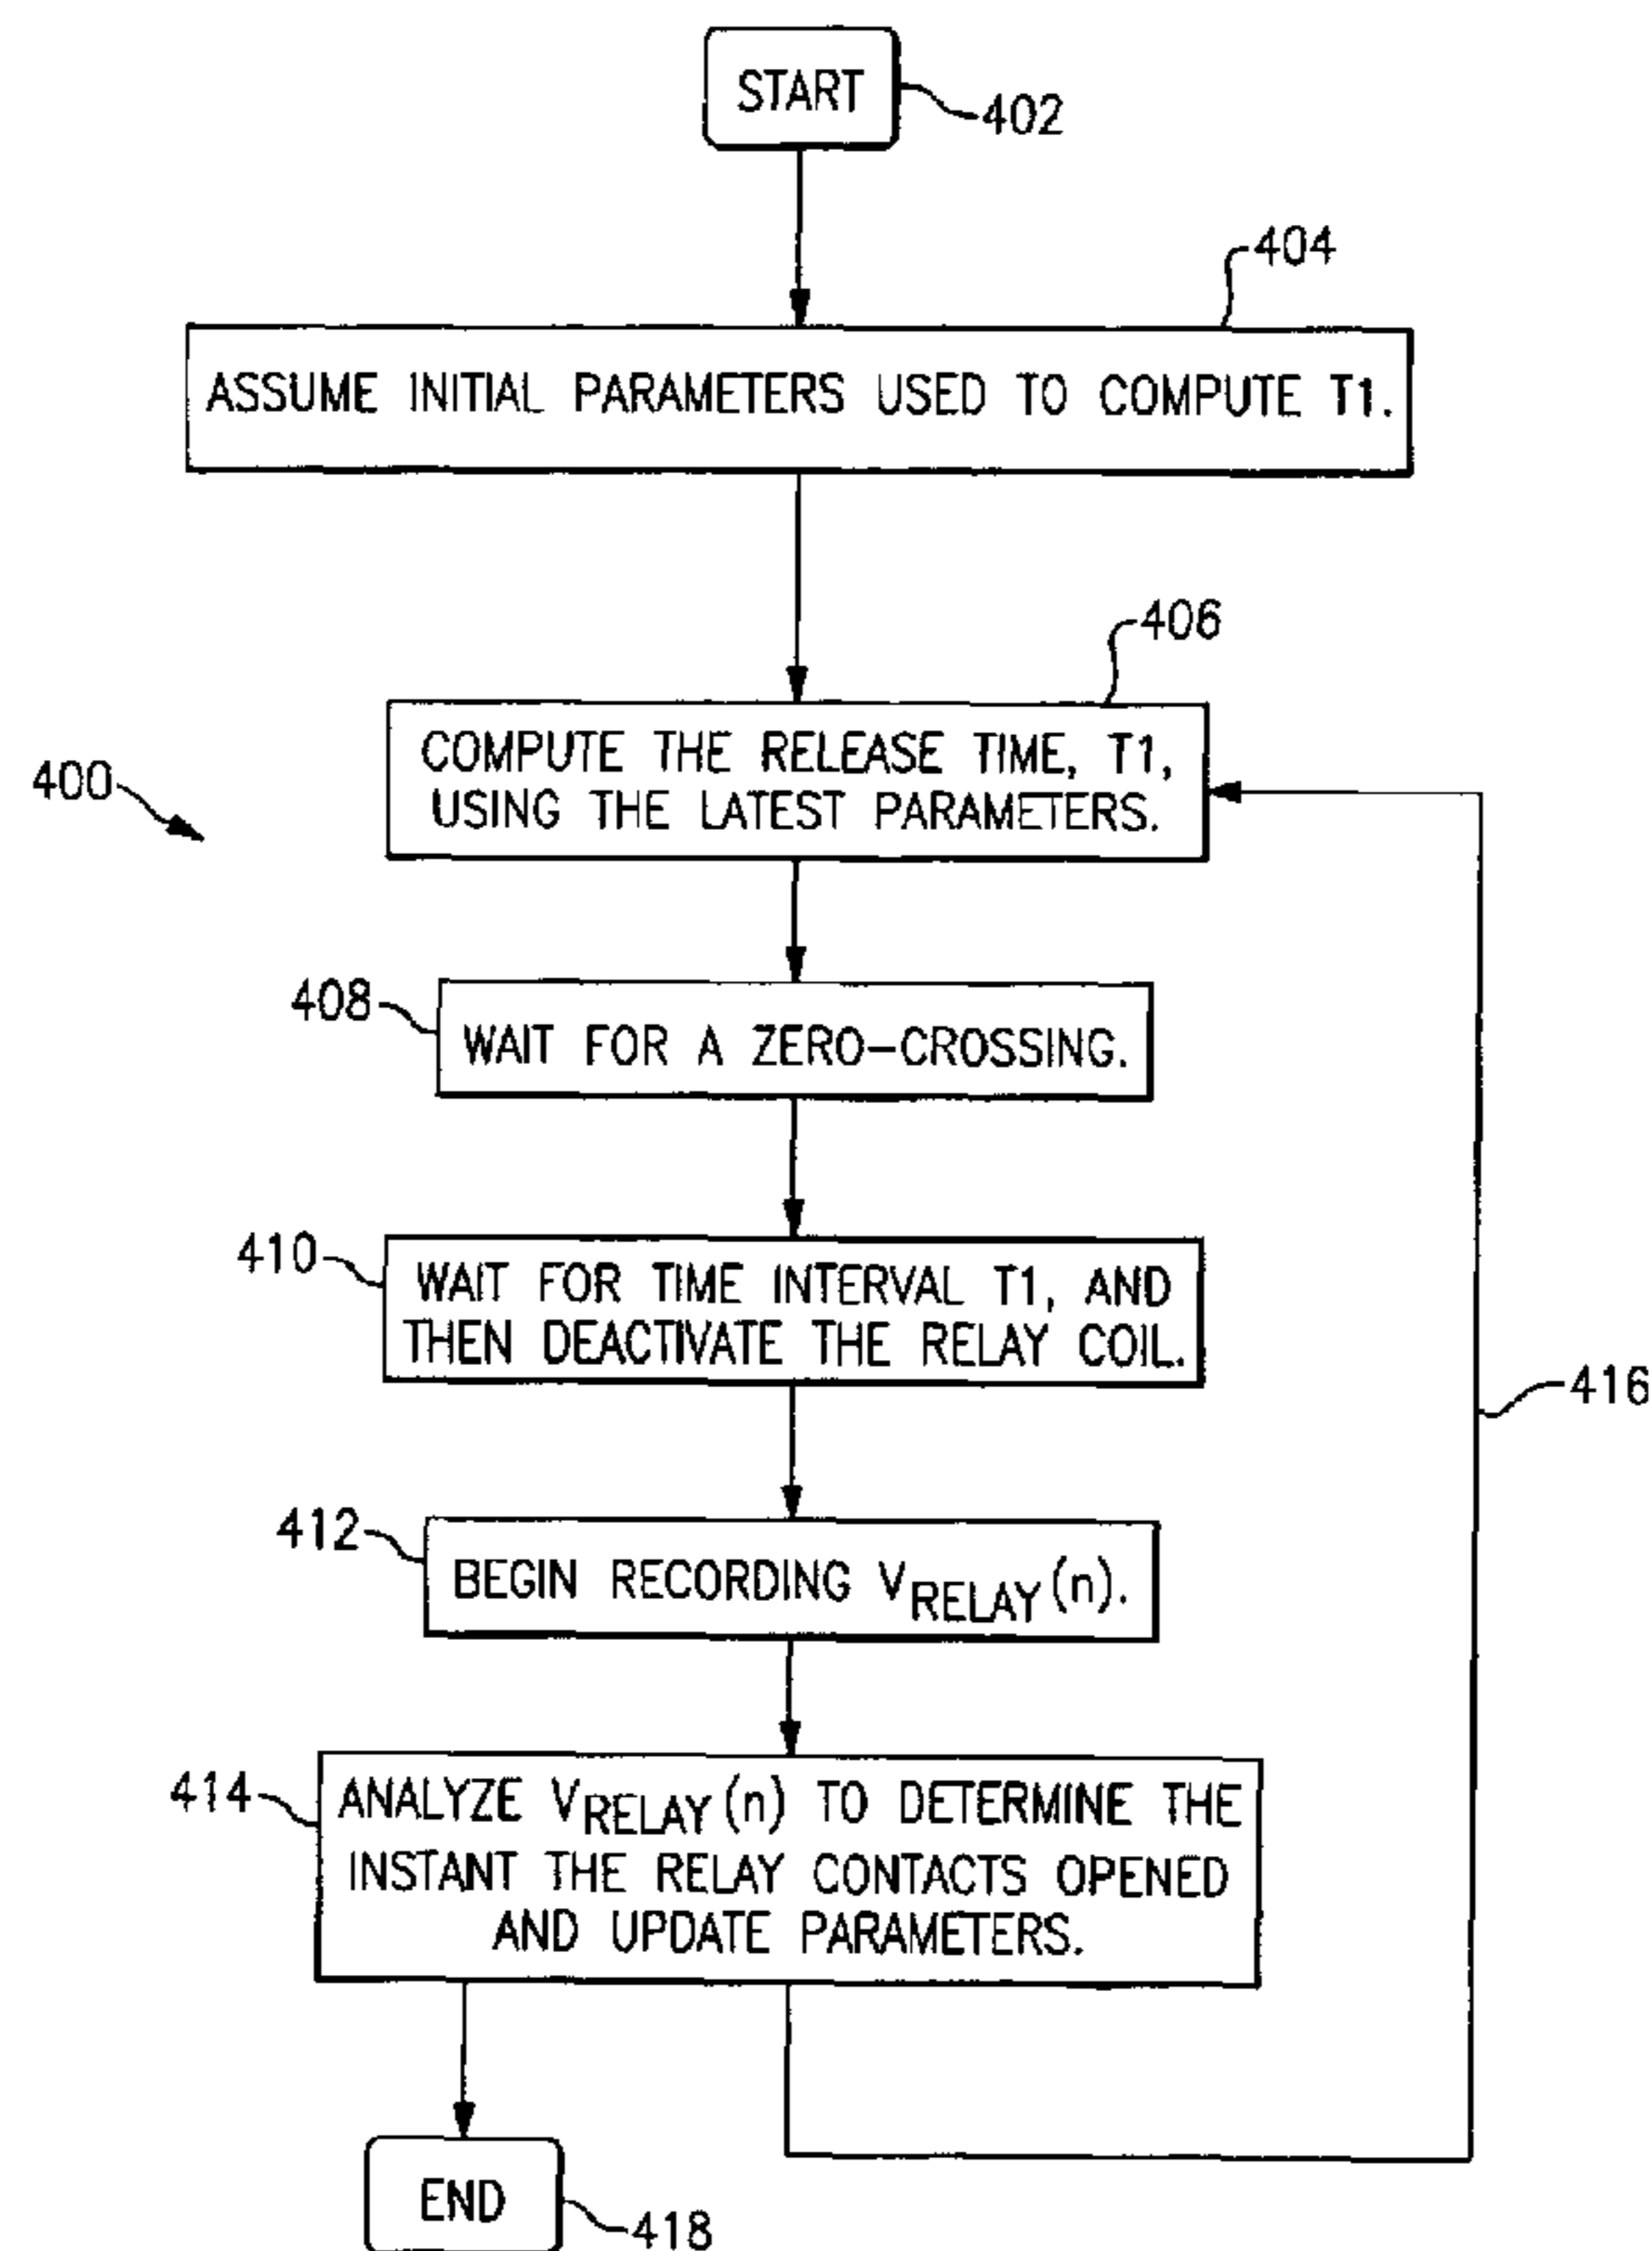 START
402
404
ASSUME INITIAL PARAMETERS USED TO COMPUTE T1.
406
COMPUTE THE RELEASE TIME, T1,
USING THE LATEST PARAMETERS.
400
408
WAIT FOR A ZERO-CROSSING.
410
WAIT FOR TIME INTERVAL T1, AND
THEN DEACTIVATE THE RELAY COIL.
416
412
BEGIN RECORDING VRELAY(n).
414
ANALYZE VRELAY(n) TO DETERMINE THE
INSTANT THE RELAY CONTACTS OPENED
AND UPDATE PARAMETERS.
END
418